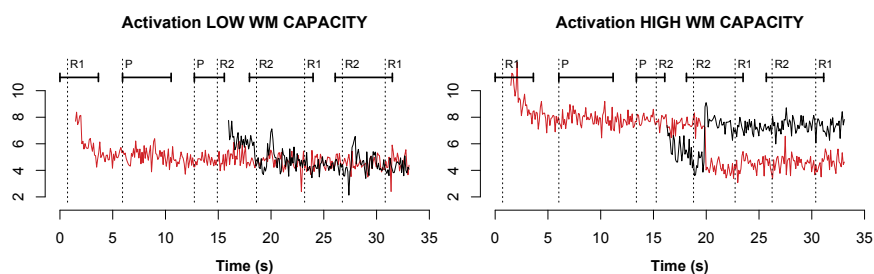 Activation LOW WM CAPACITY
R1 P P R2 R1 R2 R1
10
8
6
4
2
0 5 10 15 20 25 30 35
Time (s)
Activation HIGH WM CAPACITY
R1 P P R2 R2 R1 R2 R1
10
8
6
4
2
0 5 10 15 20 25 30 35
Time (s)